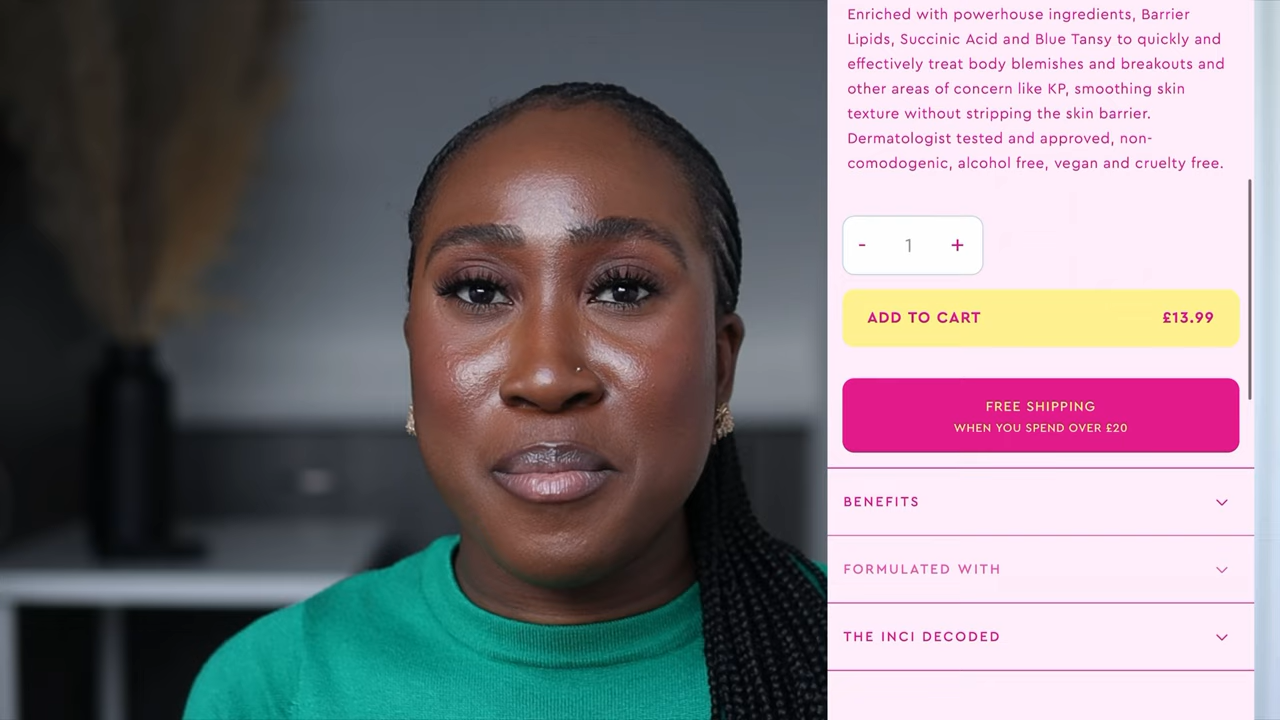 Enriched with powerhouse ingredients, Barrier
Lipids, Succinic Acid and Blue Tansy to quickly and
effectively treat body blemishes and breakouts and
other areas of concern like KP, smoothing skin
texture without stripping the skin barrier.
Dermatologist tested and approved, non-
comodogenic, alcohol free, vegan and cruelty free.
- 1 +
ADD TO CART £13.99
FREE SHIPPING
WHEN YOU SPEND OVER £20
BENEFITS
FORMULATED WITH
THE INCI DECODED